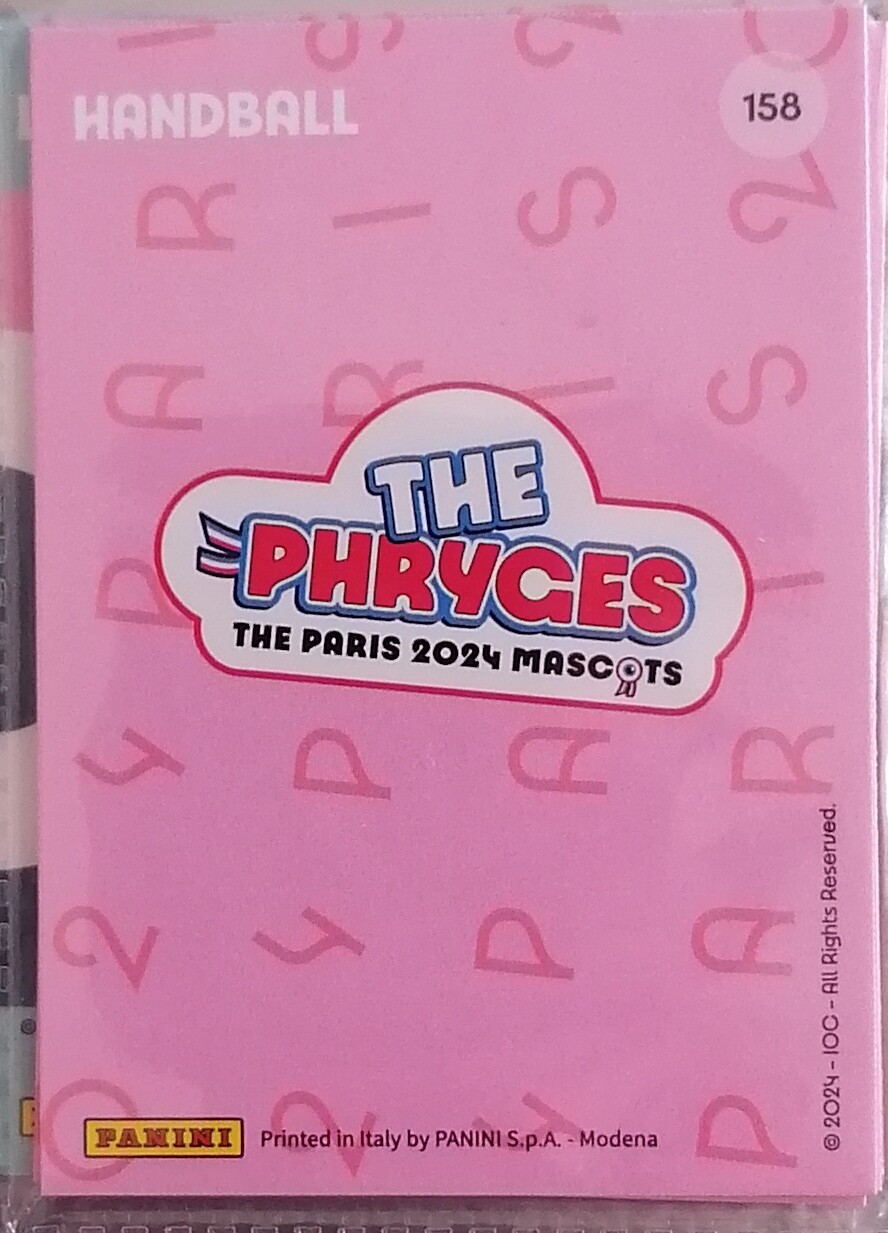 HANDBALL
158
THE
PHRYGES
THE PARIS 2024 MASCOTS
© 2024 - IOC - All Rights Reserved.
PANINI
Printed in Italy by PANINI S.p.A. - Modena